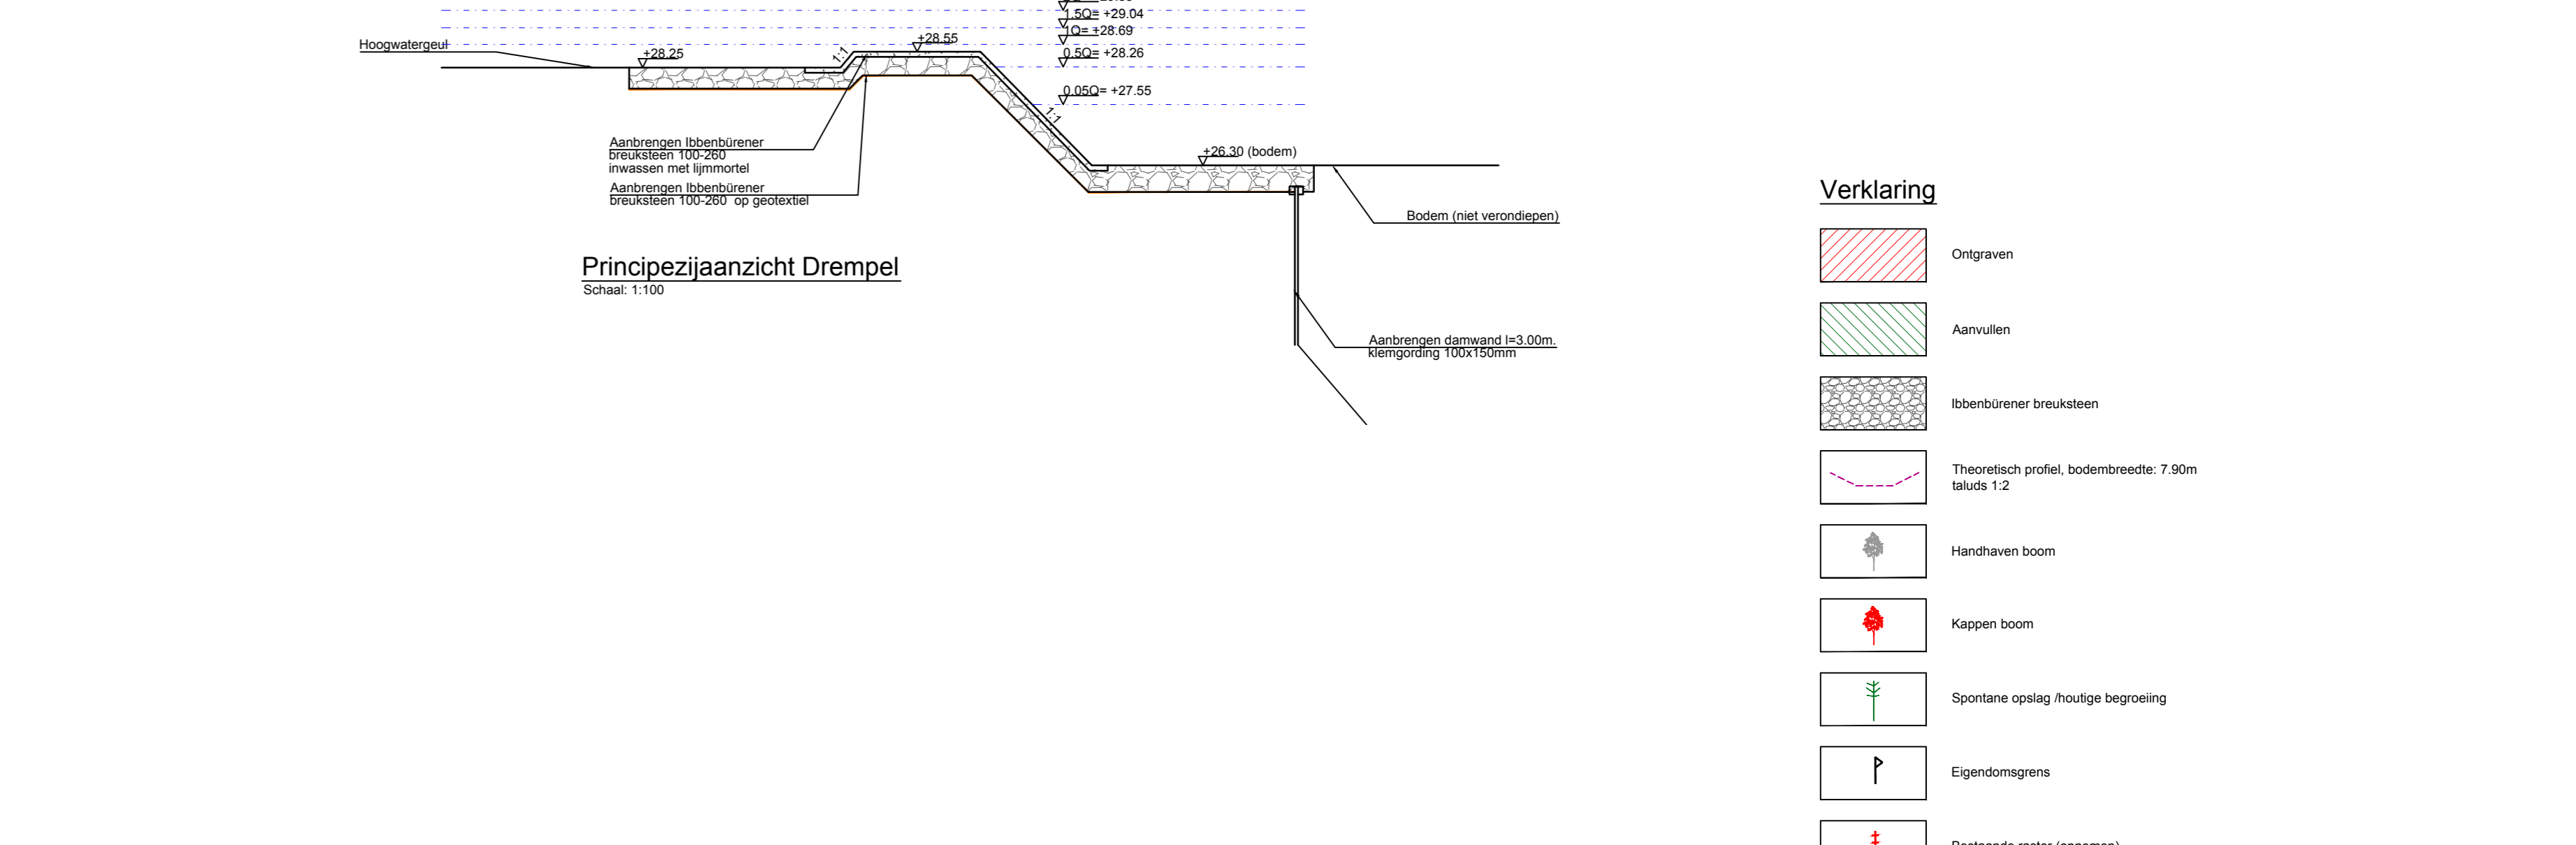 1.5Q= +29.04
1Q= +28.69
0.5Q= +28.26
0.05Q= +27.55
Hoogwatergeul
+28.25
1:1
+28.55
1:1
+26.30 (bodem)
Aanbrengen Ibbenbürener
breuksteen 100-260
inwassen met lijmmortel
Aanbrengen Ibbenbürener
breuksteen 100-260 op geotextiel
Bodem (niet verondiepen)
Principezijaanzicht Drempel
Schaal: 1:100
Aanbrengen damwand l=3.00m.
klemgording 100x150mm
Verklaring
Ontgraven
Aanvullen
Ibbenbürener breuksteen
Theoretisch profiel, bodembreedte: 7.90m
taluds 1:2
Handhaven boom
Kappen boom
Spontane opslag /houtige begroeiing
Eigendomsgrens